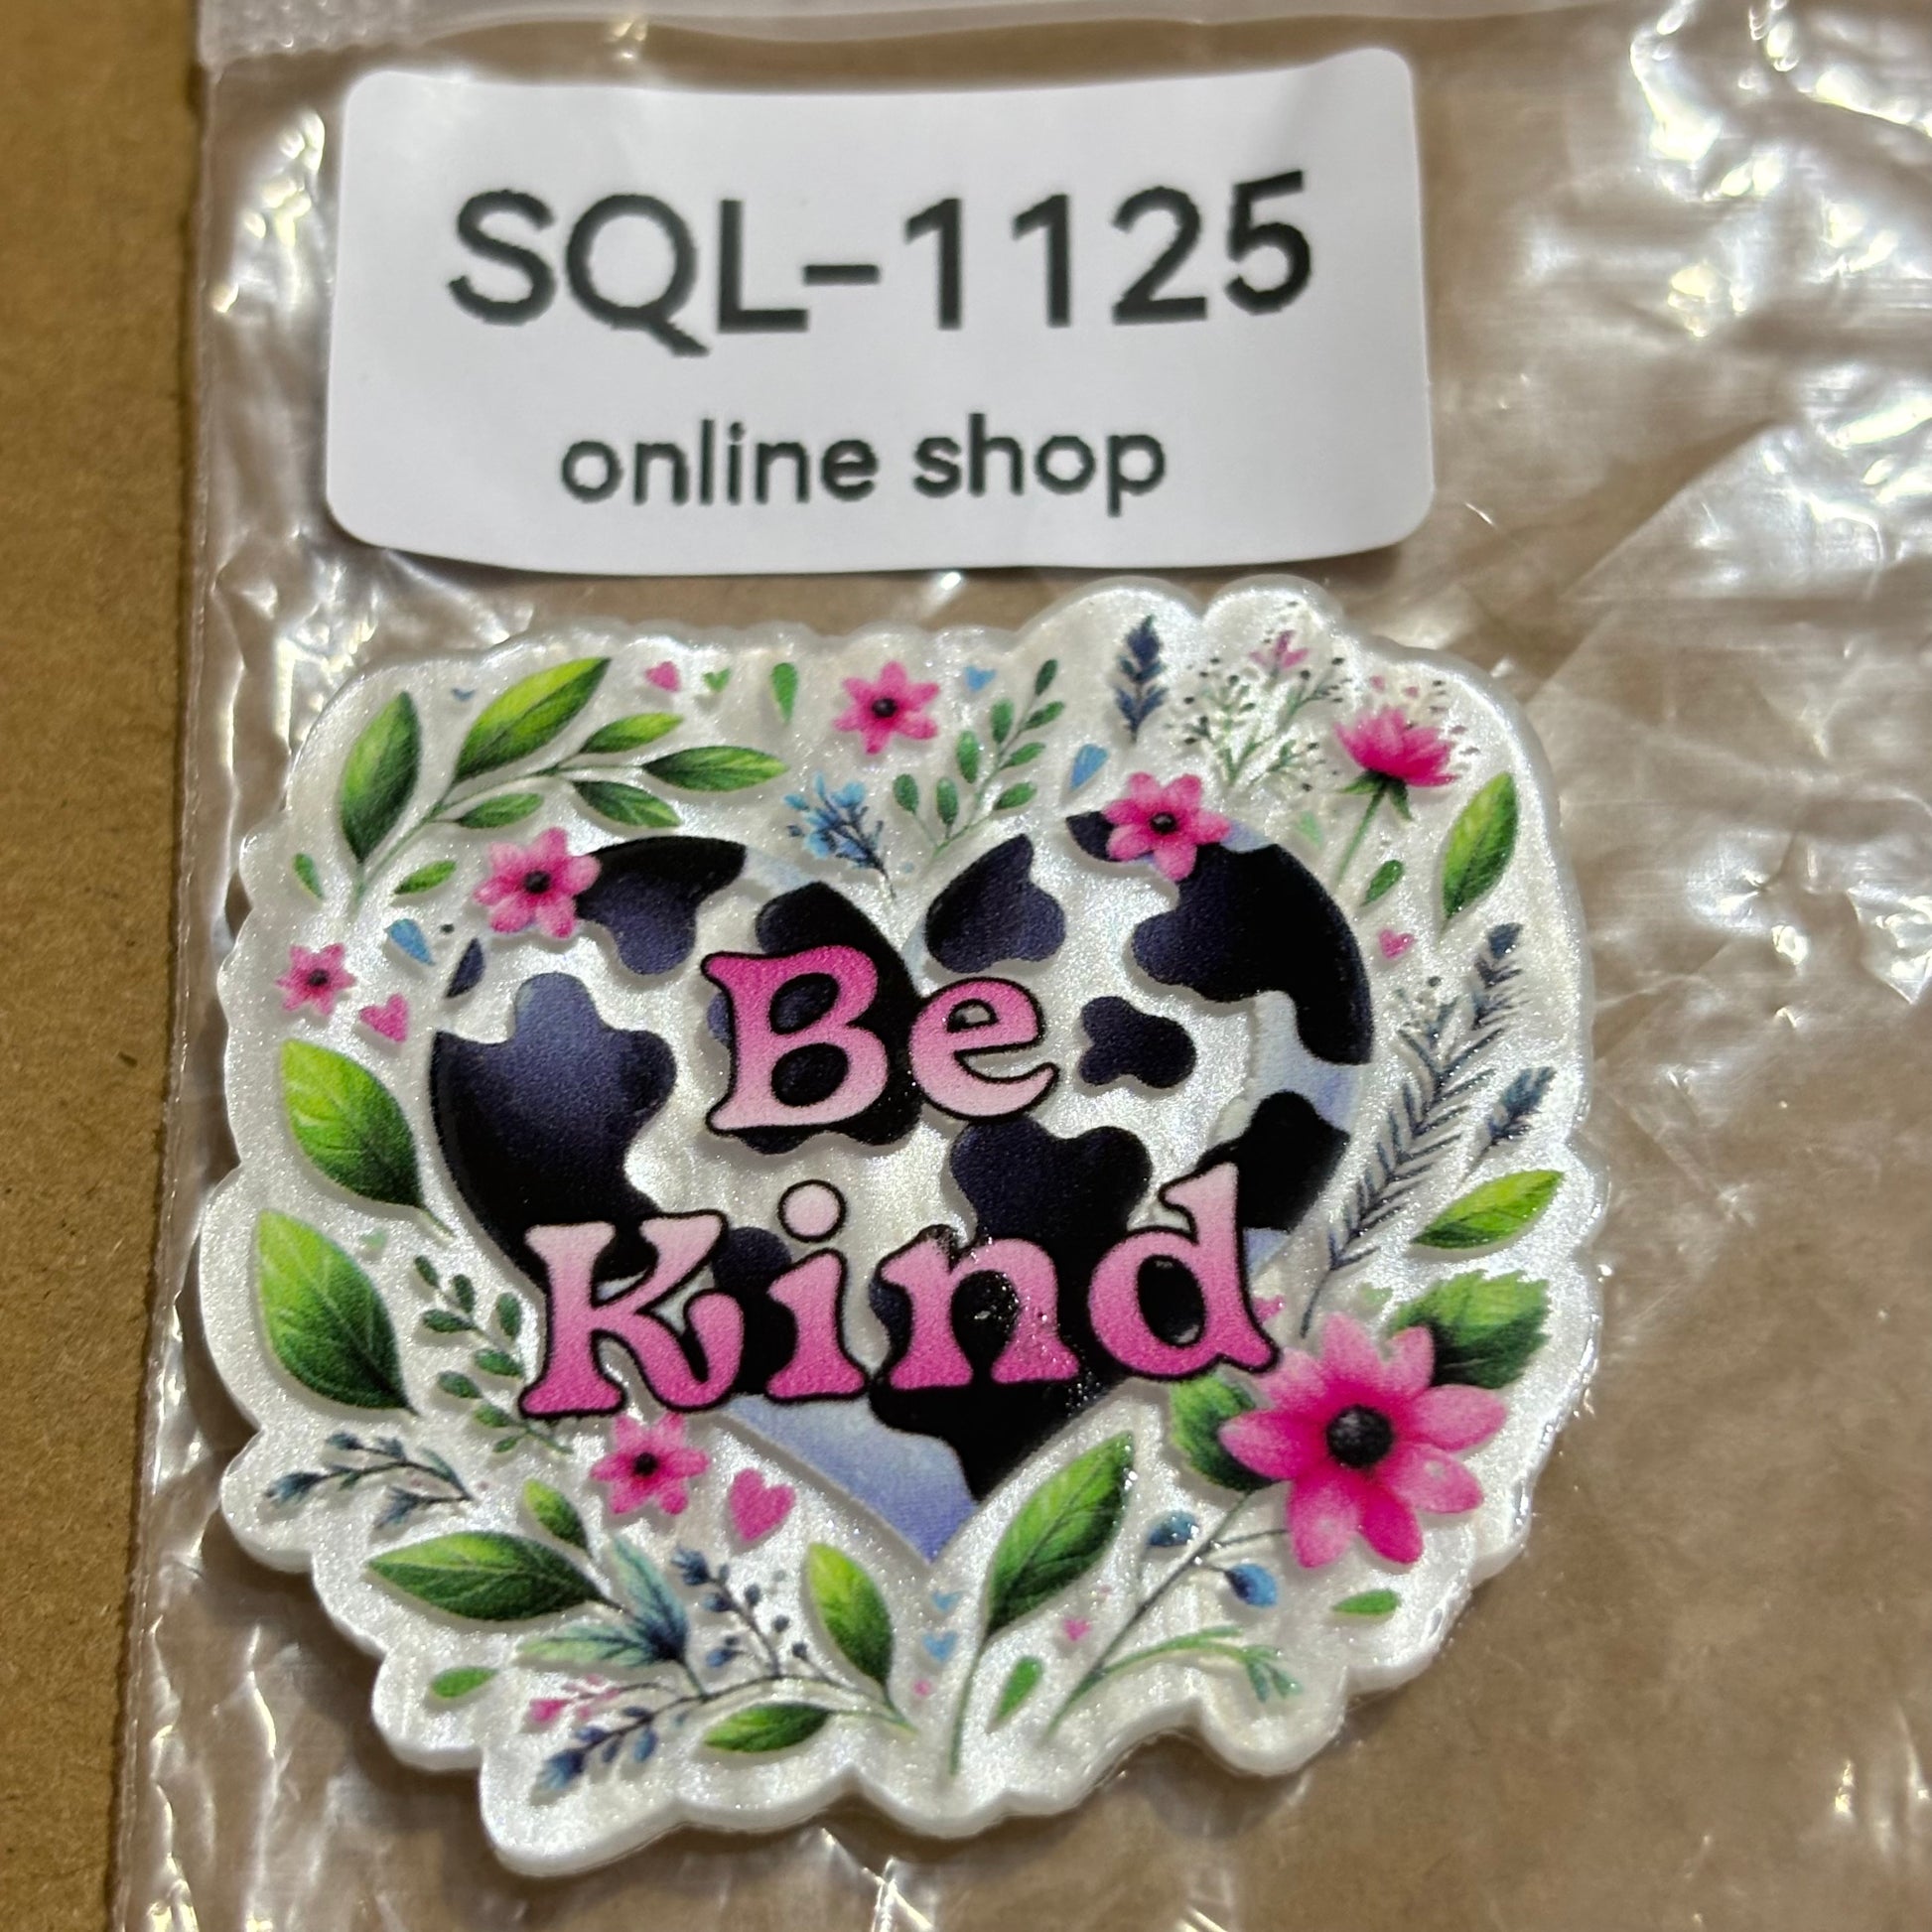 SQL-1125
online shop
Be
Kind